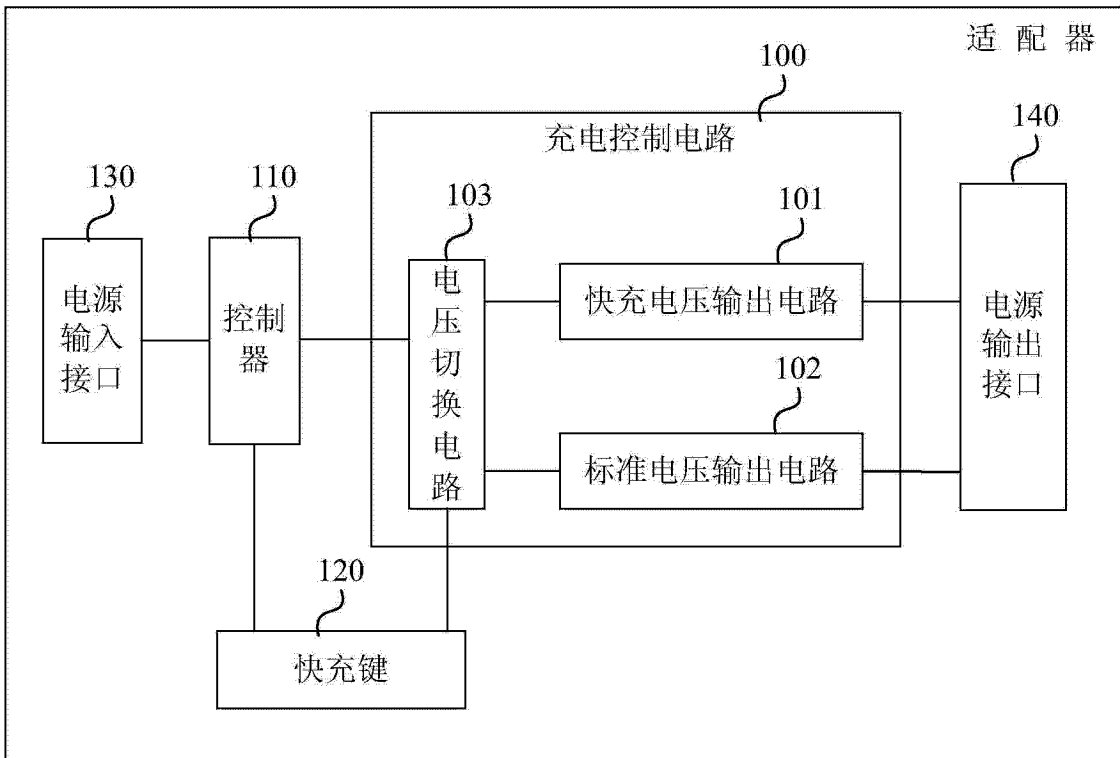 适 配 器
100
充电控制电路
140
130
110
103
101
电源
输入
接口
控制
器
电
压
切
换
电
路
快充电压输出电路
电源
输出
接口
102
标准电压输出电路
120
快充键